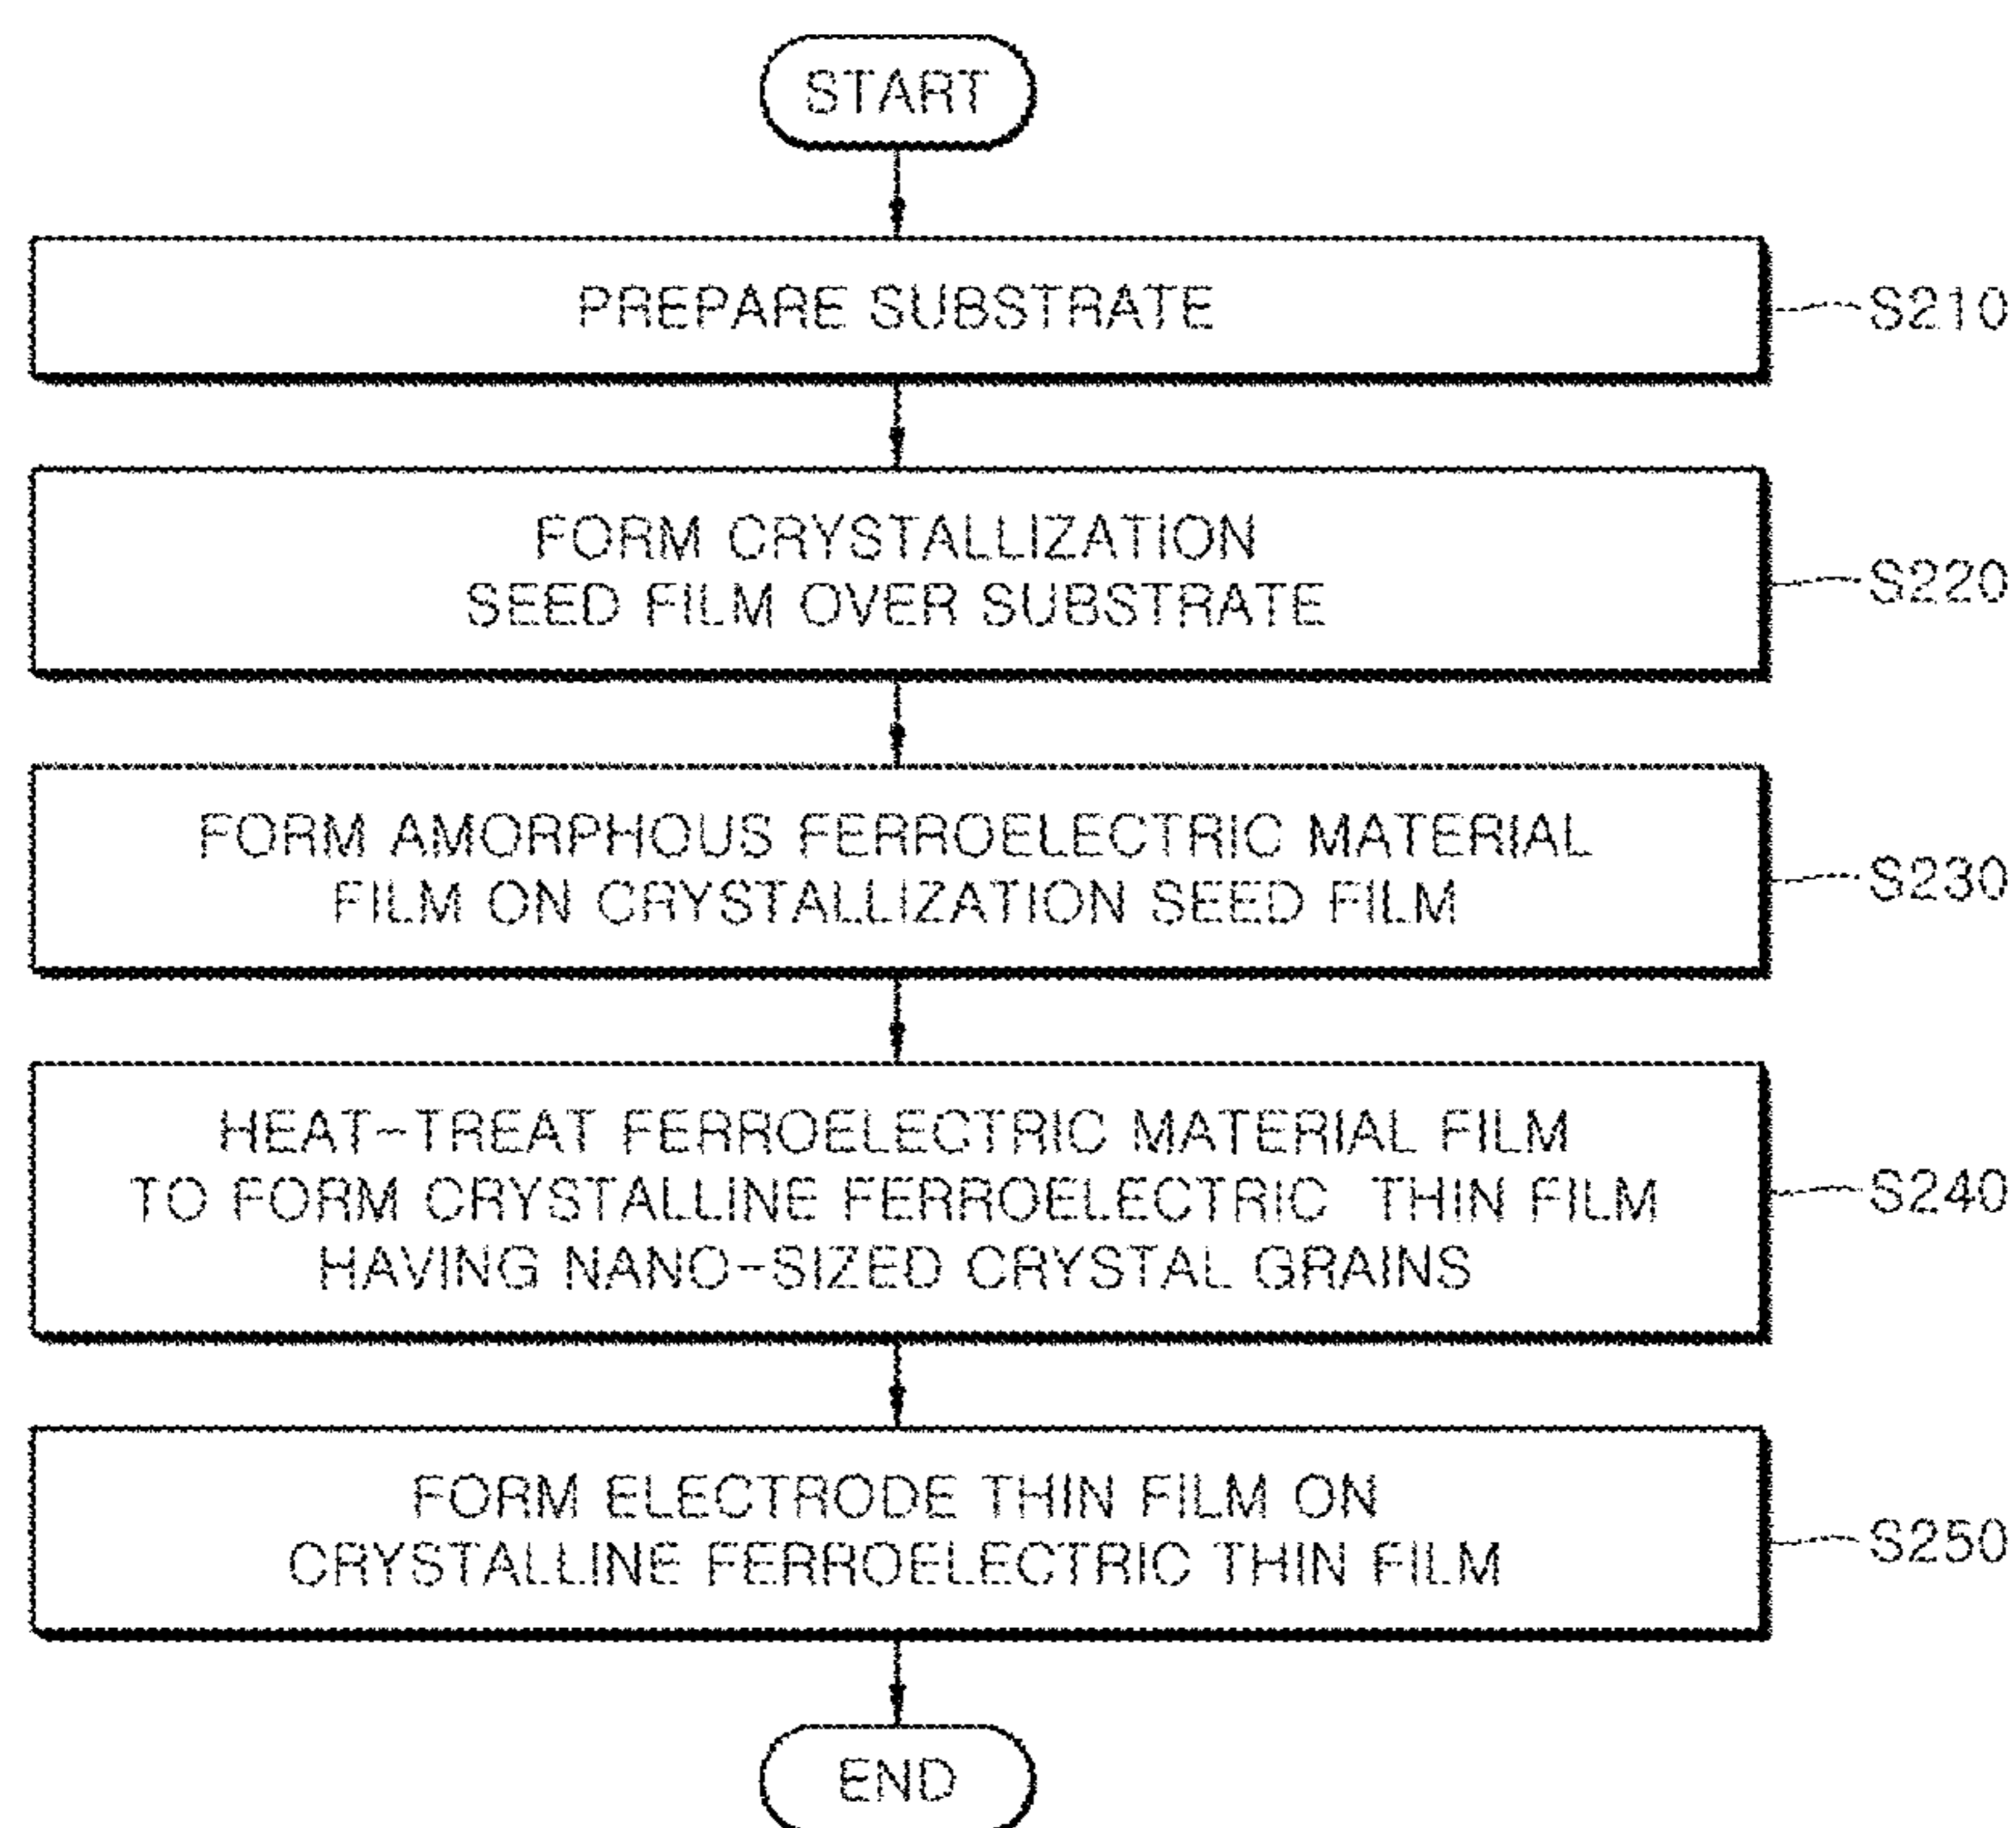 START
PREPARE SUBSTRATE
S210
FORM CRYSTALLIZATION
SEED FILM OVER SUBSTRATE
S220
FORM AMORPHOUS FERROELECTRIC MATERIAL
FILM ON CRYSTALLIZATION SEED FILM
S230
HEAT-TREAT FERROELECTRIC MATERIAL FILM
TO FORM CRYSTALLINE FERROELECTRIC THIN FILM
HAVING NANO-SIZED CRYSTAL GRAINS
S240
FORM ELECTRODE THIN FILM ON
CRYSTALLINE FERROELECTRIC THIN FILM
S250
END